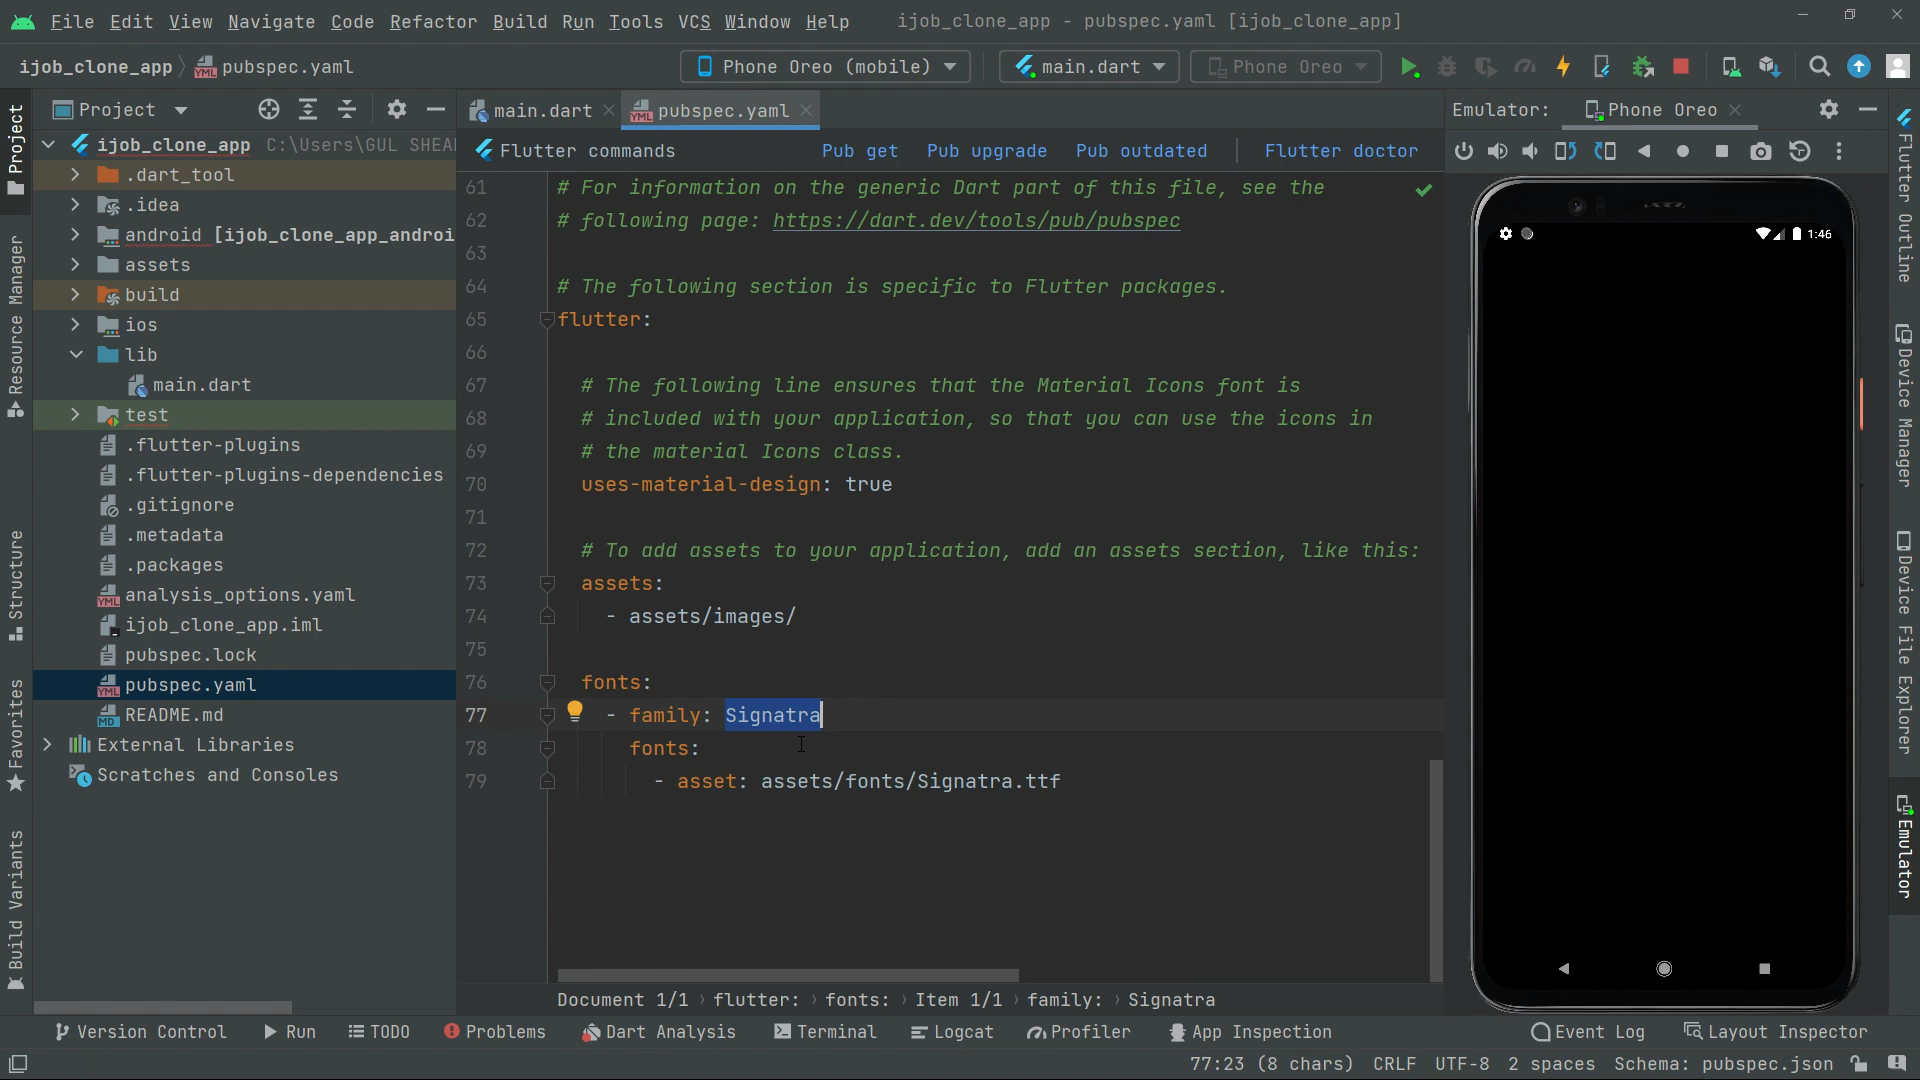 File Edit View Navigate Code Refactor Build Run Tools VCS Window Help ijob_clone_app - pubspec.yaml [ijob_clone_app]
ijob_clone_app pubspec.yaml Phone Oreo (mobile) main.dart Phone Oreo
Project main.dart pubspec.yaml Emulator: Phone Oreo
Flutter commands Pub get Pub upgrade Pub outdated Flutter doctor
ijob_clone_app C:\Users\GUL SHEA
.dart_tool
.idea
android [ijob_clone_app_androi
assets
build
ios
lib
main.dart
test
.flutter-plugins
.flutter-plugins-dependencies
.gitignore
.metadata
.packages
analysis_options.yaml
ijob_clone_app.iml
pubspec.lock
pubspec.yaml
README.md
External Libraries
Scratches and Consoles
61 # For information on the generic Dart part of this file, see the
62 # following page: https://dart.dev/tools/pub/pubspec
63
64 # The following section is specific to Flutter packages.
65 flutter:
66
67 # The following line ensures that the Material Icons font is
68 # included with your application, so that you can use the icons in
69 # the material Icons class.
70 uses-material-design: true
71
72 # To add assets to your application, add an assets section, like this:
73 assets:
74 - assets/images/
75
76 fonts:
77 - family: Signatra
78 fonts:
79 - asset: assets/fonts/Signatra.ttf
Document 1/1 › flutter: › fonts: › Item 1/1 › family: › Signatra
1:46
Project
Resource Manager
Structure
Favorites
Build Variants
Flutter Outline
Device Manager
Device File Explorer
Emulator
Version Control Run TODO Problems Dart Analysis Terminal Logcat Profiler App Inspection Event Log Layout Inspector
77:23 (8 chars) CRLF UTF-8 2 spaces Schema: pubspec.json